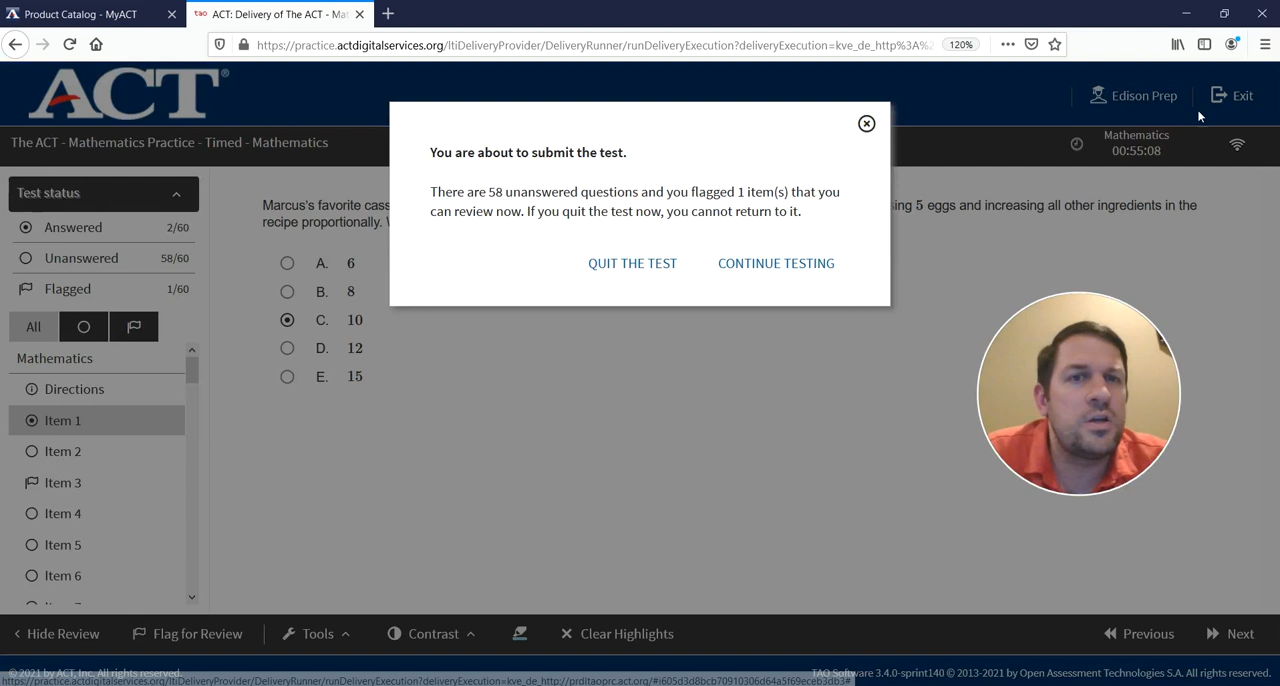 Product Catalog - MyACT
tao ACT: Delivery of The ACT - Mat
https://practice.actdigitalservices.org/ltiDeliveryProvider/DeliveryRunner/runDeliveryExecution?deliveryExecution=kve_de_http%3A%2
120%
ACT®
Edison Prep
Exit
The ACT - Mathematics Practice - Timed - Mathematics
Mathematics
00:55:08
You are about to submit the test.
There are 58 unanswered questions and you flagged 1 item(s) that you
can review now. If you quit the test now, you cannot return to it.
QUIT THE TEST
CONTINUE TESTING
Test status
Answered 2/60
Unanswered 58/60
Flagged 1/60
All
Mathematics
Directions
Item 1
Item 2
Item 3
Item 4
Item 5
Item 6
Marcus's favorite
5 eggs and increasing all other ingredients in the
recipe proportionally.
A. 6
B. 8
C. 10
D. 12
E. 15
Hide Review
Flag for Review
Tools
Contrast
Clear Highlights
Previous
Next
© 2021 by ACT, Inc. All rights reserved.
TAO Software 3.4.0-sprint140 © 2013-2021 by Open Assessment Technologies S.A. All rights reserved.